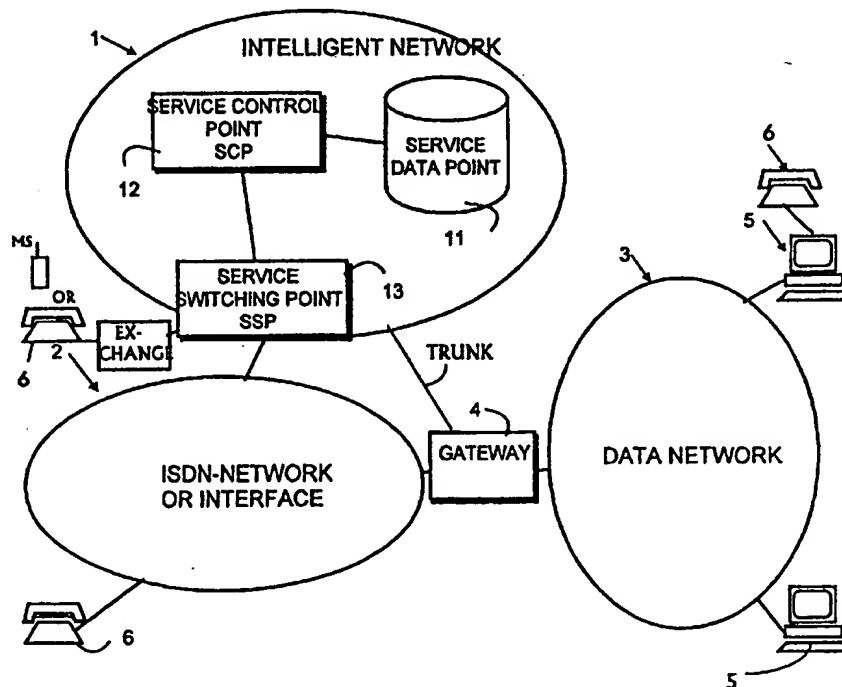 1
INTELLIGENT NETWORK
SERVICE CONTROL
POINT
SCP
12
SERVICE
DATA POINT
11
6
5
MS
OR
6
EX-
CHANGE
2
SERVICE
SWITCHING POINT
SSP
13
TRUNK
3
4
GATEWAY
DATA NETWORK
ISDN-NETWORK
OR INTERFACE
6
5